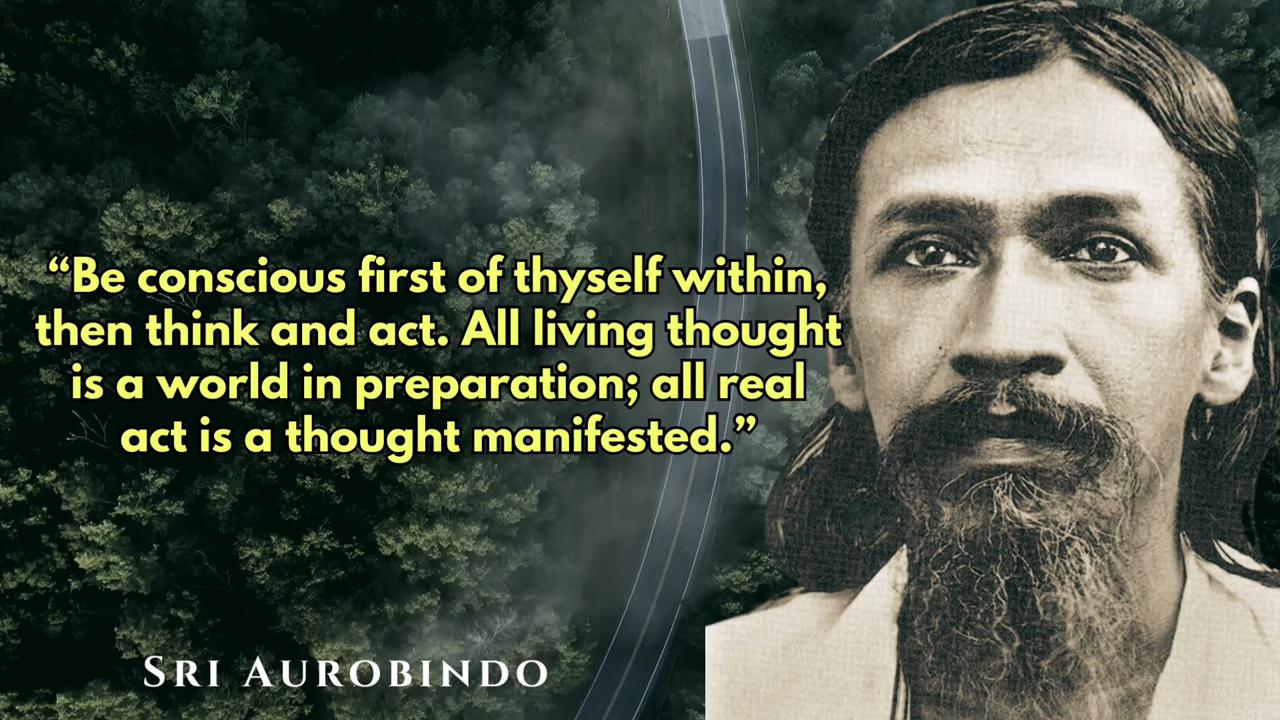 “Be conscious first of thyself within,
then think and act. All living thought
is a world in preparation; all real
act is a thought manifested.”
Sri Aurobindo